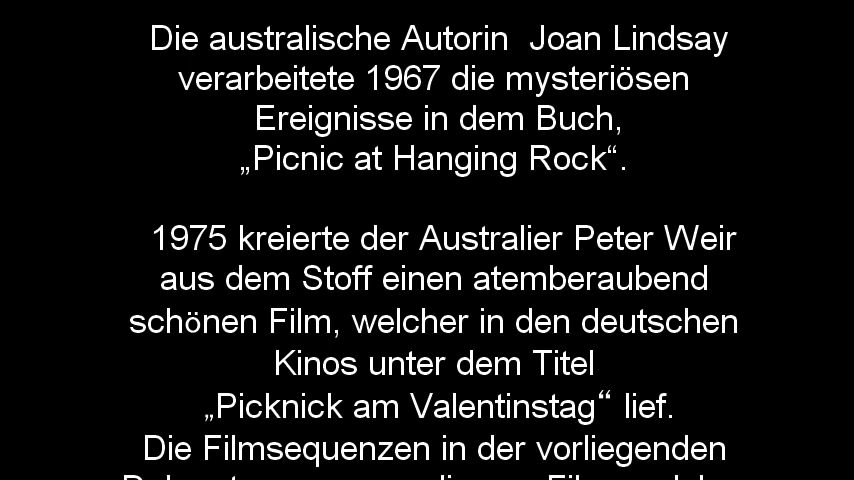 Die australische Autorin Joan Lindsay
verarbeitete 1967 die mysteriösen
Ereignisse in dem Buch,
„Picnic at Hanging Rock“.
1975 kreierte der Australier Peter Weir
aus dem Stoff einen atemberaubend
schönen Film, welcher in den deutschen
Kinos unter dem Titel
„Picknick am Valentinstag“ lief.
Die Filmsequenzen in der vorliegenden